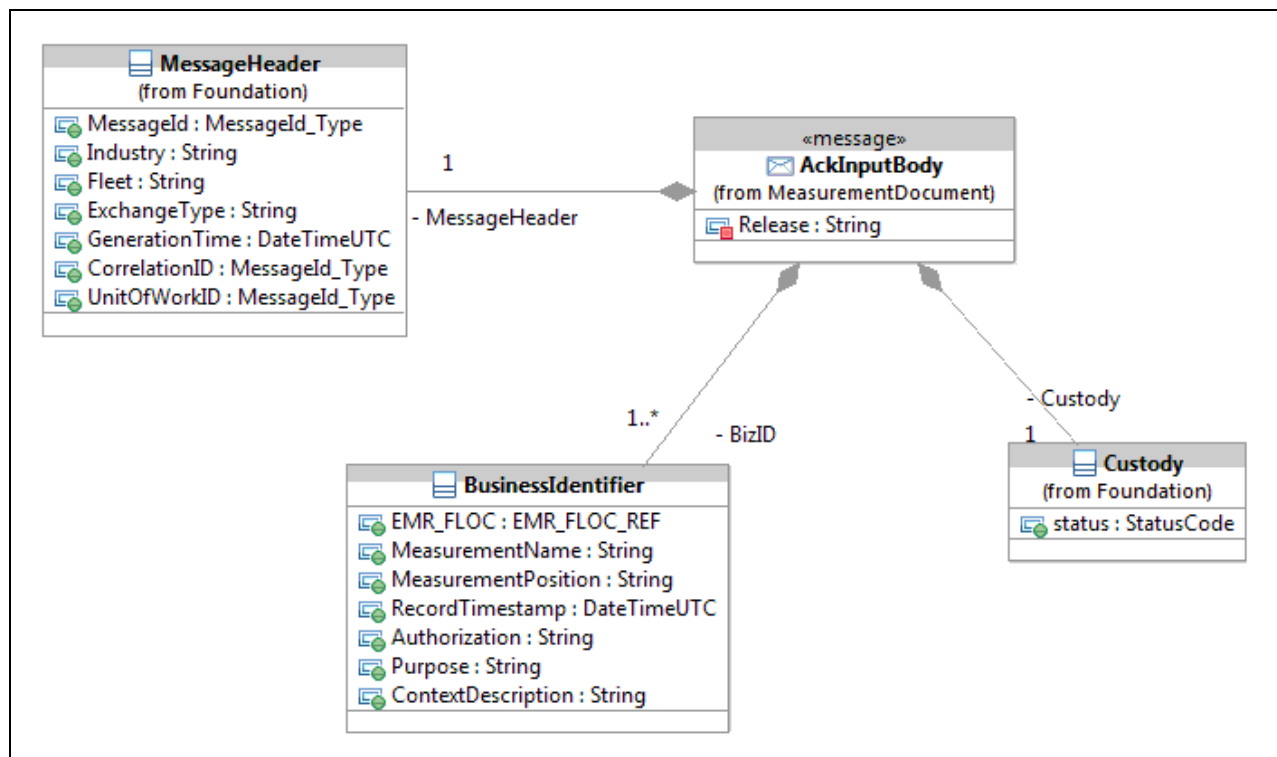 MessageHeader
(from Foundation)
MessageId : MessageId_Type
Industry : String
Fleet : String
ExchangeType : String
GenerationTime : DateTimeUTC
CorrelationID : MessageId_Type
UnitOfWorkID : MessageId_Type
1
- MessageHeader
«message»
AckInputBody
(from MeasurementDocument)
Release : String
1..*
- BizID
- Custody
1
BusinessIdentifier
EMR_FLOC : EMR_FLOC_REF
MeasurementName : String
MeasurementPosition : String
RecordTimestamp : DateTimeUTC
Authorization : String
Purpose : String
ContextDescription : String
Custody
(from Foundation)
status : StatusCode